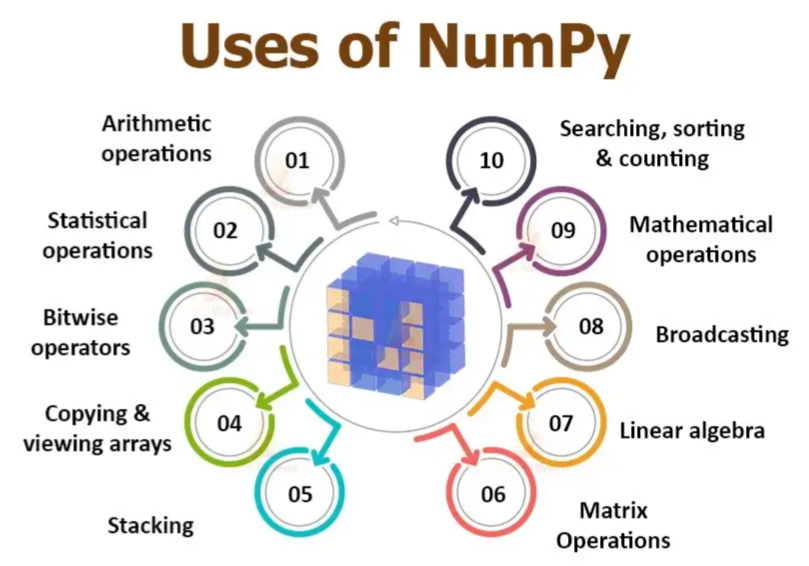 Uses of NumPy
Arithmetic
operations
01
Statistical
operations
02
Bitwise
operators
03
Copying &
viewing arrays
04
Stacking
05
Matrix
Operations
06
Linear algebra
07
Broadcasting
08
Mathematical
operations
09
Searching, sorting
& counting
10